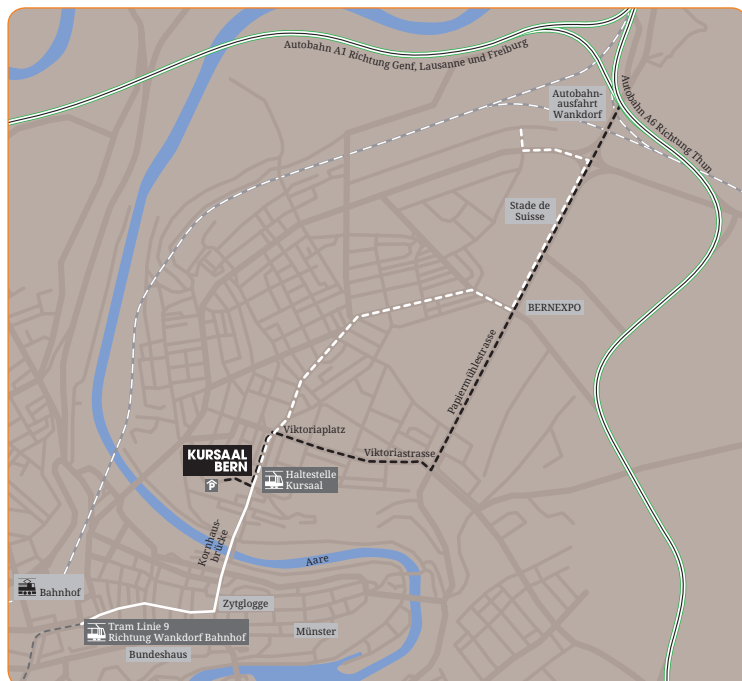 Autobahn A1 Richtung Genf, Lausanne und Freiburg
Autobahn-
ausfahrt
Wankdorf
Autobahn A6 Richtung Thun
Stade de
Suisse
BERNEXPO
Papiermühlestrasse
Viktoriaplatz
Viktoriastrasse
KURSAAL
BERN
P
Haltestelle
Kursaal
Kornhaus-
brücke
Aare
Bahnhof
Zytglogge
Tram Linie 9
Richtung Wankdorf Bahnhof
Münster
Bundeshaus